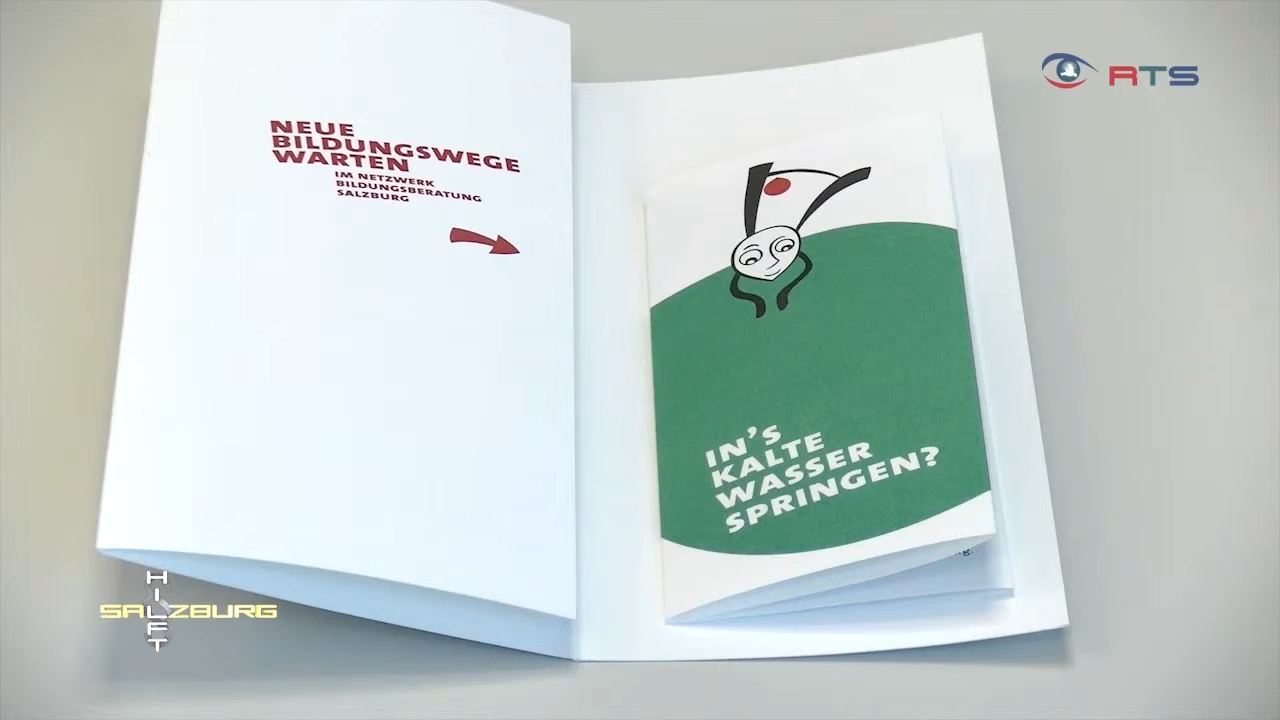 RTS
NEUE
BILDUNGSWEGE
WARTEN
IM NETZWERK
BILDUNGSBERATUNG
SALZBURG
IN'S
KALTE
WASSER
SPRINGEN?
HILFT
SALZBURG